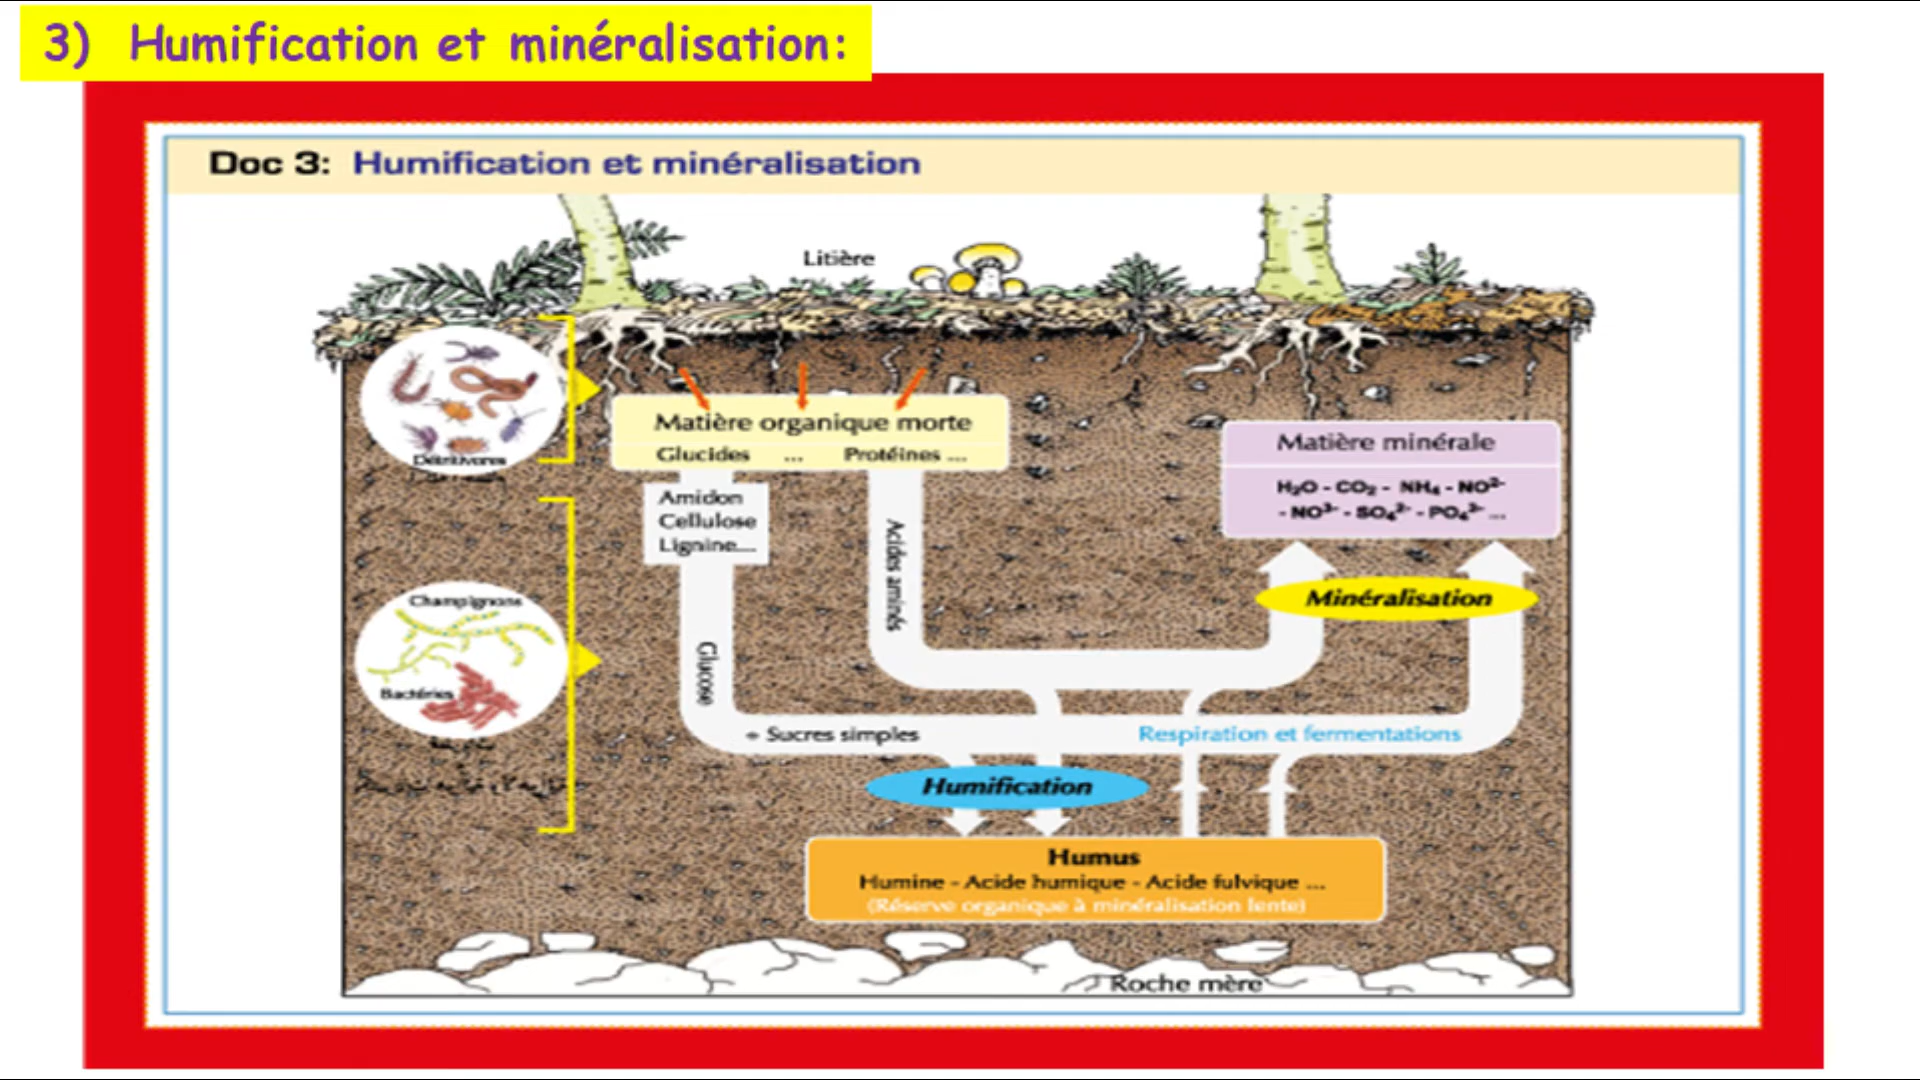 3) Humification et minéralisation:
Doc 3: Humification et minéralisation
Litière
Détritivores
Matière organique morte
Glucides ... Protéines ...
Amidon
Cellulose
Lignine....
Acides aminés
Glucose
Matière minérale
H₂O - CO₂ - NH₄ - NO²⁻
- NO³⁻ - SO₄²⁻ - PO₄³⁻ ...
Minéralisation
Champignons
Bactéries
+ Sucres simples
Respiration et fermentations
Humification
Humus
Humine - Acide humique - Acide fulvique ...
(Réserve organique à minéralisation lente)
Roche mère